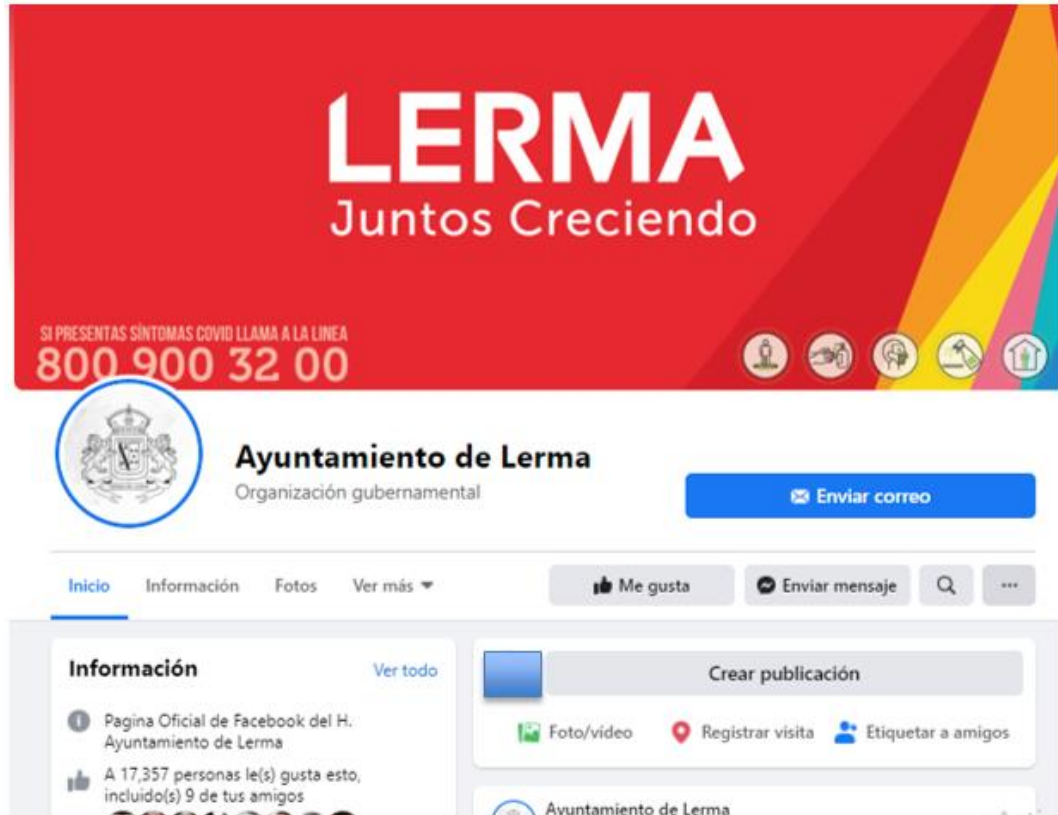 LERMA
Juntos Creciendo
SI PRESENTAS SÍNTOMAS COVID LLAMA A LA LINEA
800 900 32 00
Ayuntamiento de Lerma
Organización gubernamental
Enviar correo
Inicio Información Fotos Ver más
Me gusta Enviar mensaje ...
Información Ver todo
Pagina Oficial de Facebook del H.
Ayuntamiento de Lerma
A 17,357 personas le(s) gusta esto,
incluido(s) 9 de tus amigos
Crear publicación
Foto/vídeo Registrar visita Etiquetar a amigos
Ayuntamiento de Lerma